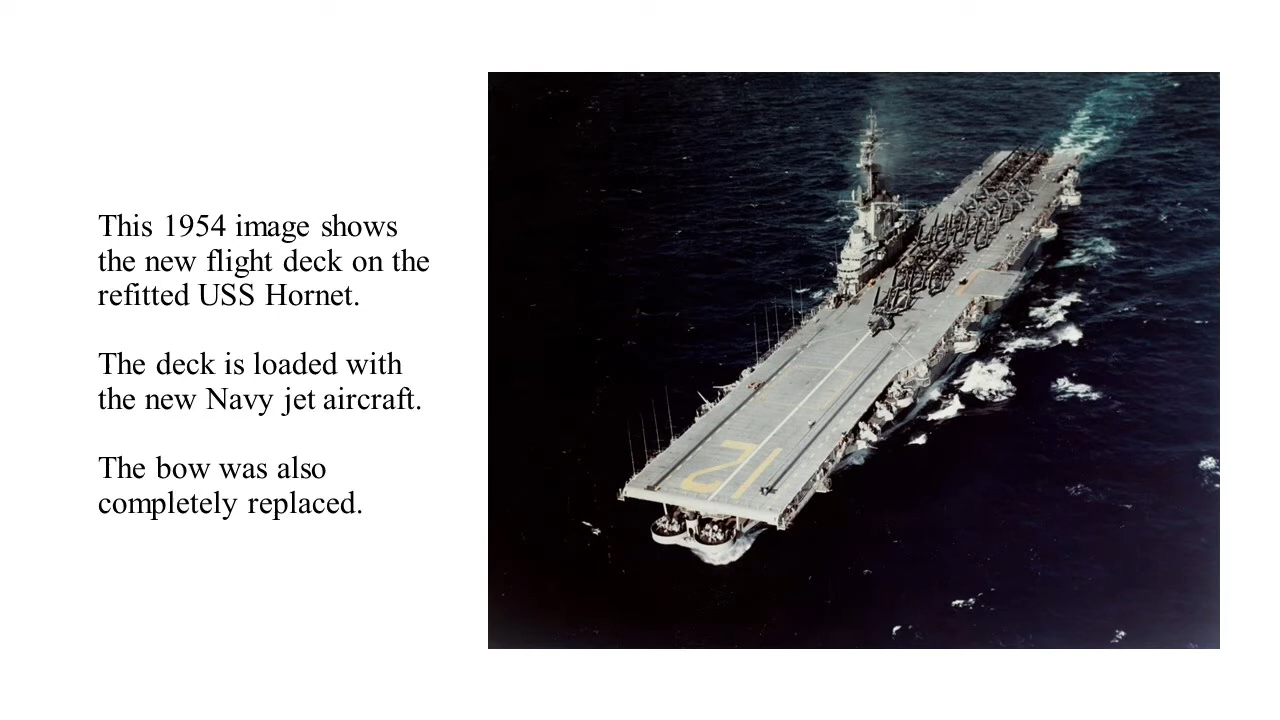 This 1954 image shows
the new flight deck on the
refitted USS Hornet.
The deck is loaded with
the new Navy jet aircraft.
The bow was also
completely replaced.
12